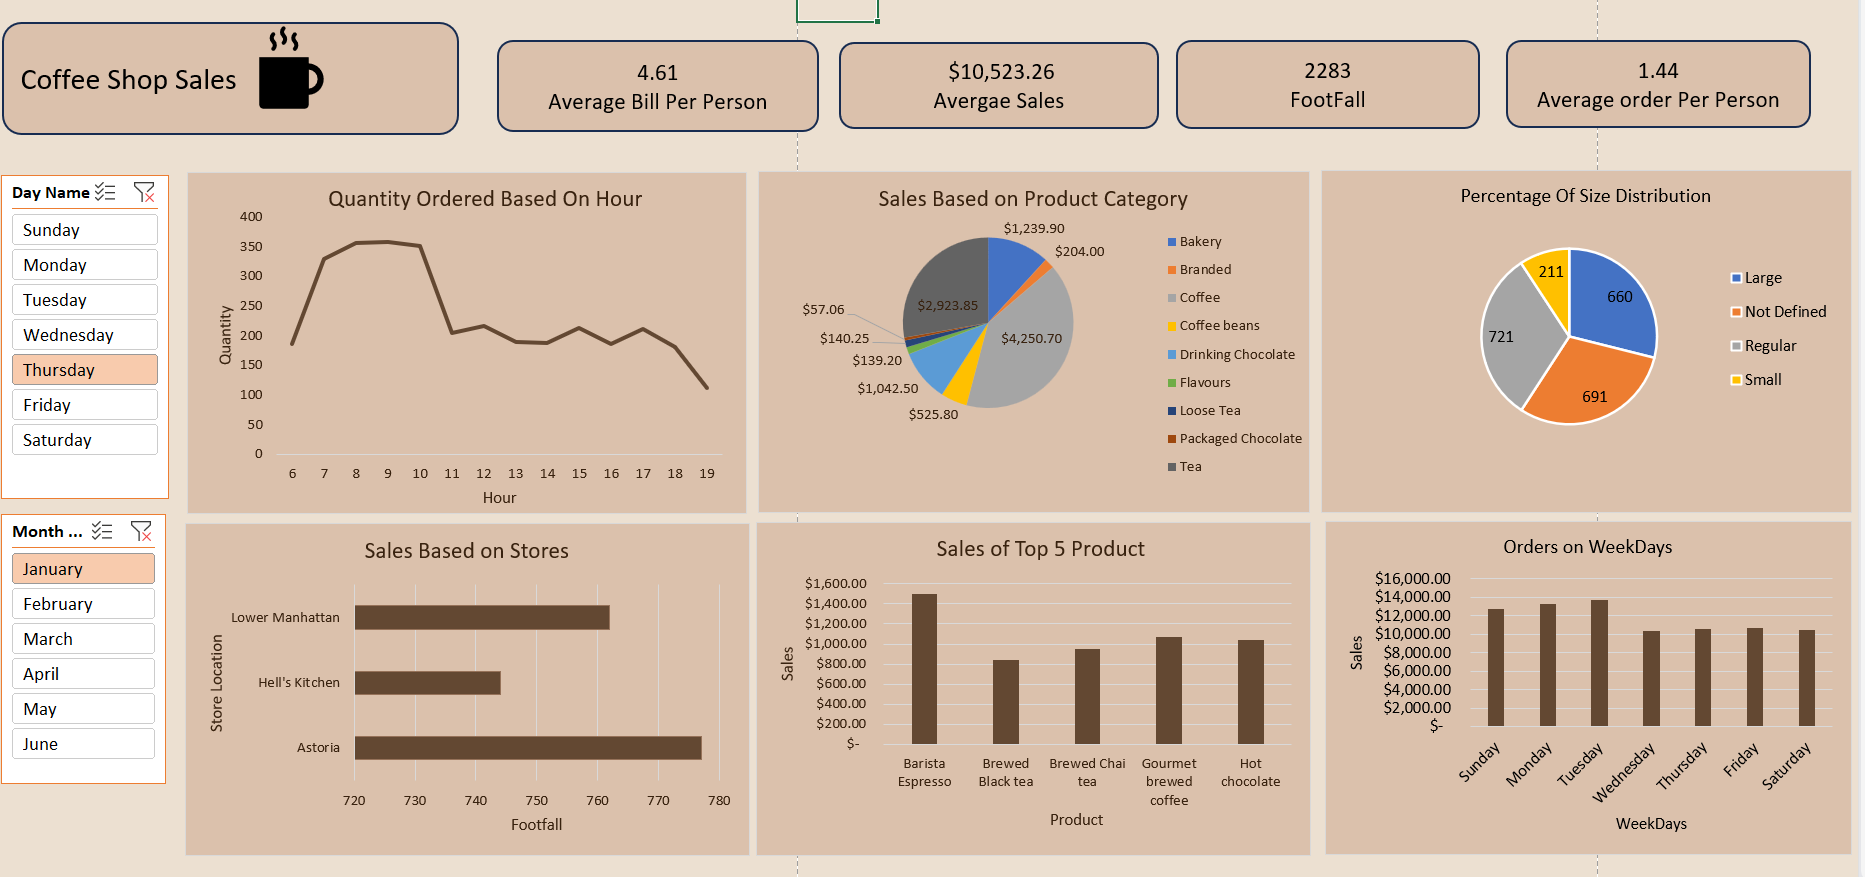 Coffee Shop Sales
4.61
Average Bill Per Person
$10,523.26
Avergae Sales
2283
FootFall
1.44
Average order Per Person
Day Name
Sunday
Monday
Tuesday
Wednesday
Thursday
Friday
Saturday
Month ...
January
February
March
April
May
June
Quantity Ordered Based On Hour
Quantity
400
350
300
250
200
150
100
50
0
6 7 8 9 10 11 12 13 14 15 16 17 18 19
Hour
Sales Based on Product Category
$1,239.90
$204.00
$4,250.70
$525.80
$1,042.50
$139.20
$140.25
$57.06
$2,923.85
Bakery
Branded
Coffee
Coffee beans
Drinking Chocolate
Flavours
Loose Tea
Packaged Chocolate
Tea
Percentage Of Size Distribution
660
691
721
211
Large
Not Defined
Regular
Small
Sales Based on Stores
Store Location
Lower Manhattan
Hell's Kitchen
Astoria
720 730 740 750 760 770 780
Footfall
Sales of Top 5 Product
Sales
$1,600.00
$1,400.00
$1,200.00
$1,000.00
$800.00
$600.00
$400.00
$200.00
$-
Barista
Espresso
Brewed
Black tea
Brewed Chai
tea
Gourmet
brewed
coffee
Hot
chocolate
Product
Orders on WeekDays
Sales
$16,000.00
$14,000.00
$12,000.00
$10,000.00
$8,000.00
$6,000.00
$4,000.00
$2,000.00
$-
Sunday
Monday
Tuesday
Wednesday
Thursday
Friday
Saturday
WeekDays